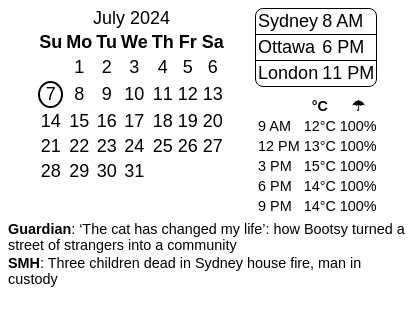 July 2024
Su Mo Tu We Th Fr Sa
1 2 3 4 5 6
7 8 9 10 11 12 13
14 15 16 17 18 19 20
21 22 23 24 25 26 27
28 29 30 31
Sydney 8 AM
Ottawa 6 PM
London 11 PM
°C ☂
9 AM 12°C 100%
12 PM 13°C 100%
3 PM 15°C 100%
6 PM 14°C 100%
9 PM 14°C 100%
Guardian: ‘The cat has changed my life’: how Bootsy turned a
street of strangers into a community
SMH: Three children dead in Sydney house fire, man in
custody